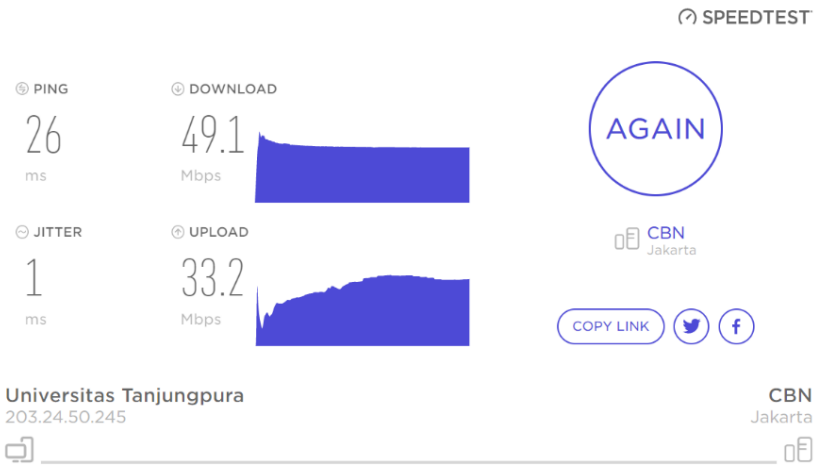 SPEEDTEST
PING
26
ms
DOWNLOAD
49.1
Mbps
JITTER
1
ms
UPLOAD
33.2
Mbps
AGAIN
CBN
Jakarta
COPY LINK
Universitas Tanjungpura
203.24.50.245
CBN
Jakarta